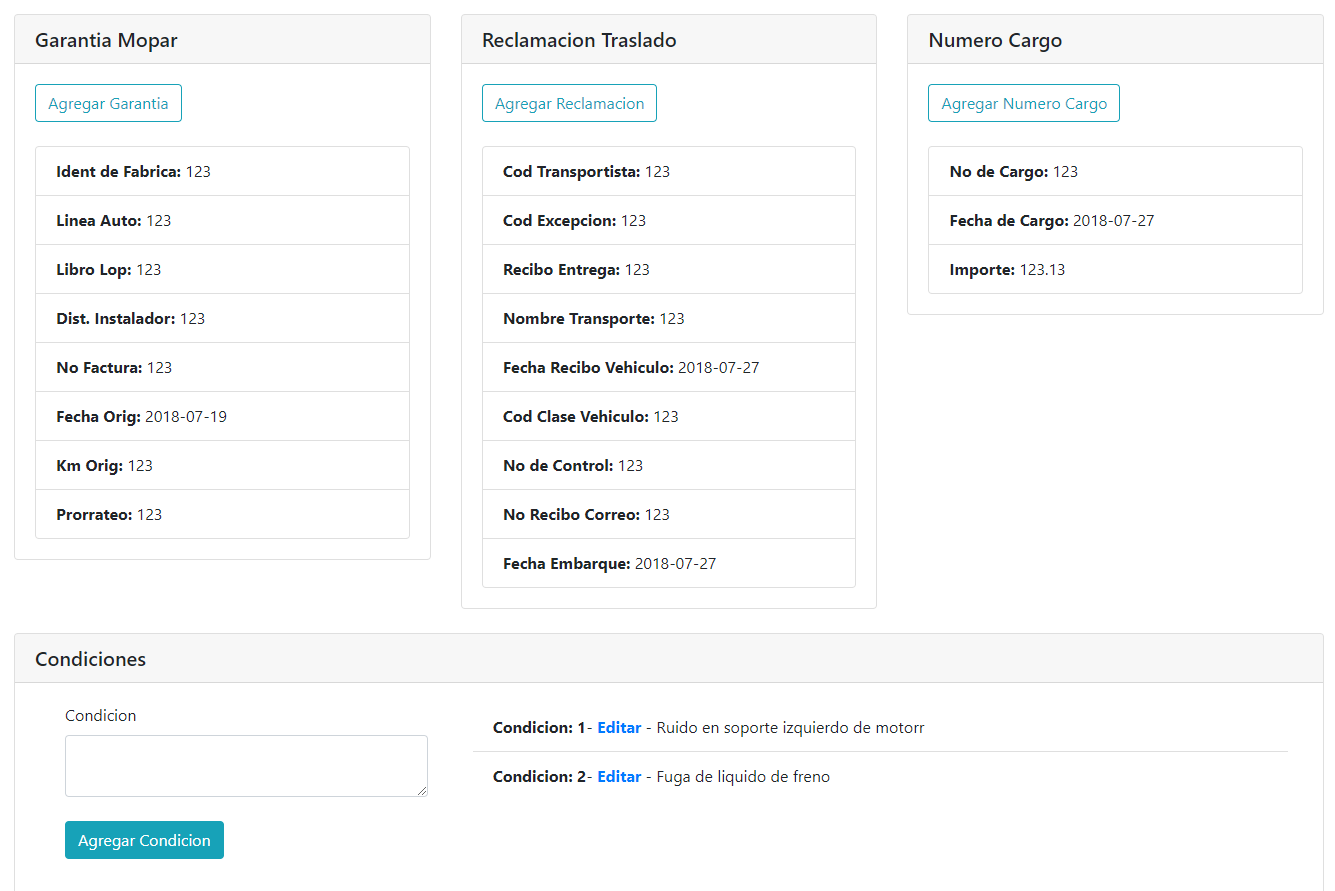 Garantia Mopar
Agregar Garantia
Ident de Fabrica: 123
Linea Auto: 123
Libro Lop: 123
Dist. Instalador: 123
No Factura: 123
Fecha Orig: 2018-07-19
Km Orig: 123
Prorrateo: 123
Reclamacion Traslado
Agregar Reclamacion
Cod Transportista: 123
Cod Excepcion: 123
Recibo Entrega: 123
Nombre Transporte: 123
Fecha Recibo Vehiculo: 2018-07-27
Cod Clase Vehiculo: 123
No de Control: 123
No Recibo Correo: 123
Fecha Embarque: 2018-07-27
Numero Cargo
Agregar Numero Cargo
No de Cargo: 123
Fecha de Cargo: 2018-07-27
Importe: 123.13
Condiciones
Condicion
Agregar Condicion
Condicion: 1- Editar - Ruido en soporte izquierdo de motorr
Condicion: 2- Editar - Fuga de liquido de freno